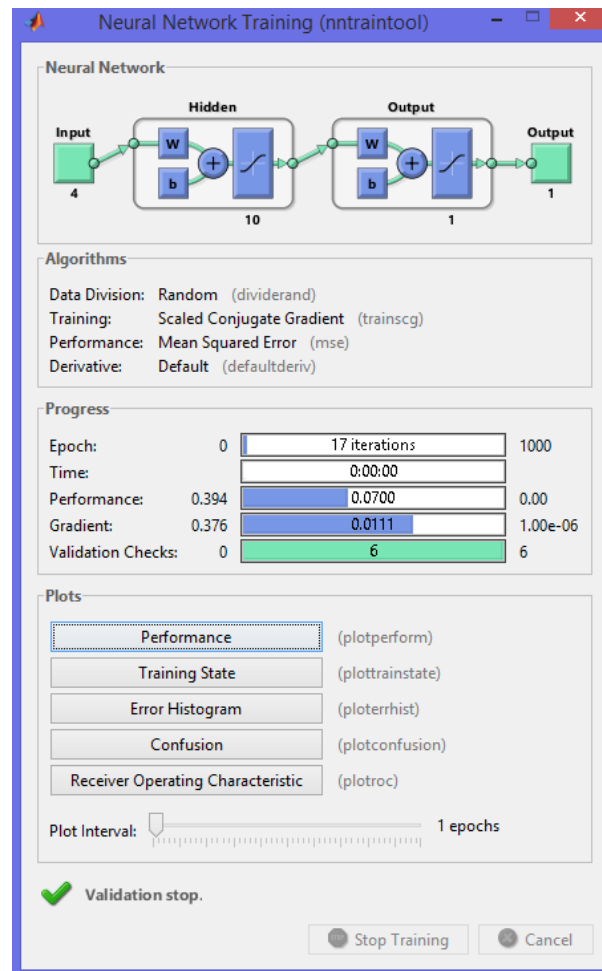 Neural Network Training (nntraintool)
Neural Network
Hidden
Output
Input
W
b
W
b
Output
4
10
1
1
Algorithms
Data Division: Random (dividerand)
Training: Scaled Conjugate Gradient (trainscg)
Performance: Mean Squared Error (mse)
Derivative: Default (defaultderiv)
Progress
Epoch: 0 17 iterations 1000
Time: 0:00:00
Performance: 0.394 0.0700 0.00
Gradient: 0.376 0.0111 1.00e-06
Validation Checks: 0 6 6
Plots
Performance (plotperform)
Training State (plottrainstate)
Error Histogram (ploterrhist)
Confusion (plotconfusion)
Receiver Operating Characteristic (plotroc)
Plot Interval: 1 epochs
Validation stop.
Stop Training Cancel